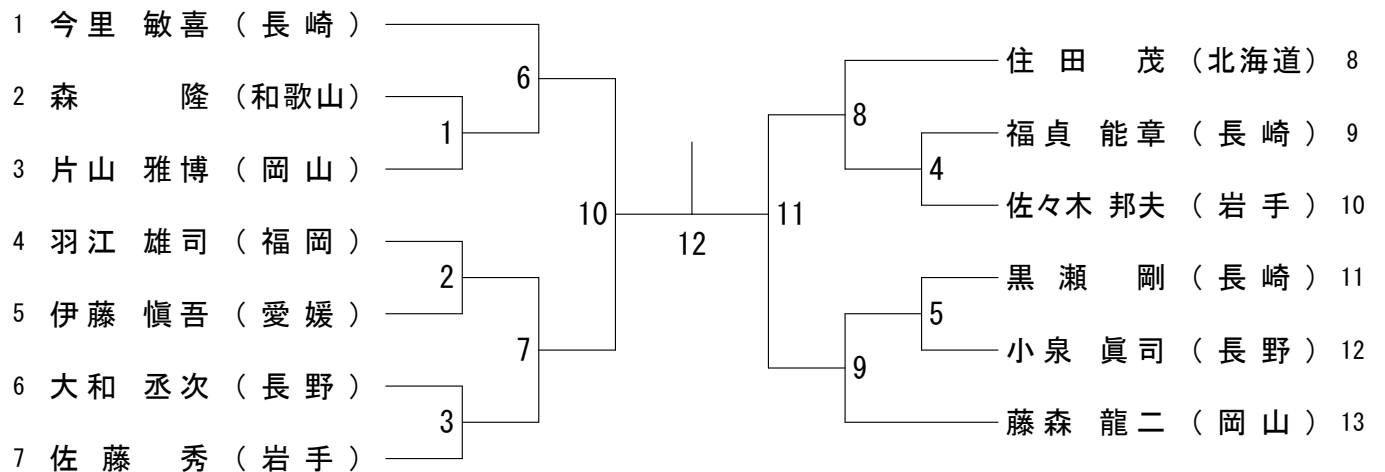 1 今里 敏喜 (長崎)
2 森 隆 (和歌山)
3 片山 雅博 (岡山)
4 羽江 雄司 (福岡)
5 伊藤 愼吾 (愛媛)
6 大和 丞次 (長野)
7 佐藤 秀 (岩手)
6
1
10
2
7
3
12
11
8
4
5
9
住田 茂 (北海道) 8
福貞 能章 (長崎) 9
佐々木 邦夫 (岩手) 10
黒瀬 剛 (長崎) 11
小泉 眞司 (長野) 12
藤森 龍二 (岡山) 13